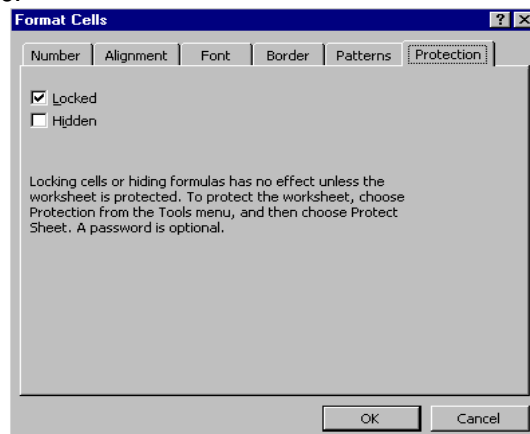 Format Cells
Number Alignment Font Border Patterns Protection
Locked
Hidden
Locking cells or hiding formulas has no effect unless the
worksheet is protected. To protect the worksheet, choose
Protection from the Tools menu, and then choose Protect
Sheet. A password is optional.
OK Cancel